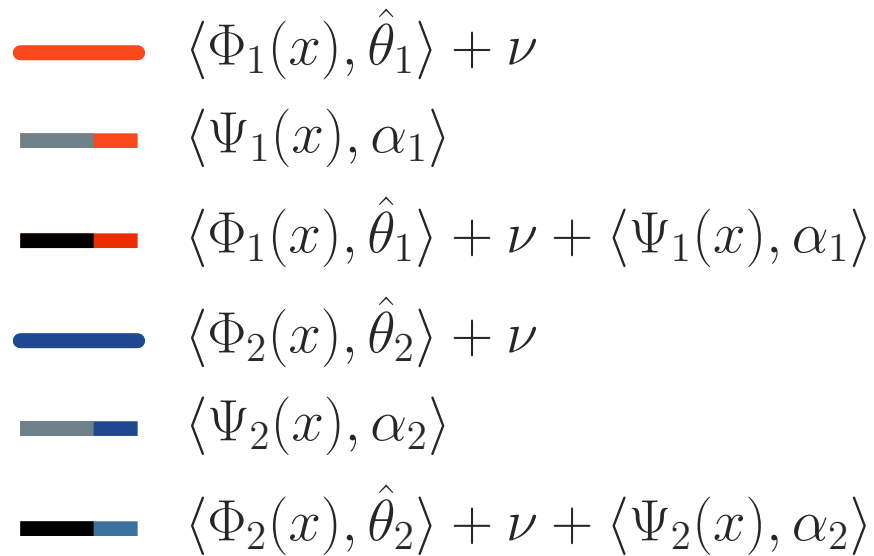 ⟨Φ₁(x), θ̂₁⟩ + ν
⟨Ψ₁(x), α₁⟩
⟨Φ₁(x), θ̂₁⟩ + ν + ⟨Ψ₁(x), α₁⟩
⟨Φ₂(x), θ̂₂⟩ + ν
⟨Ψ₂(x), α₂⟩
⟨Φ₂(x), θ̂₂⟩ + ν + ⟨Ψ₂(x), α₂⟩